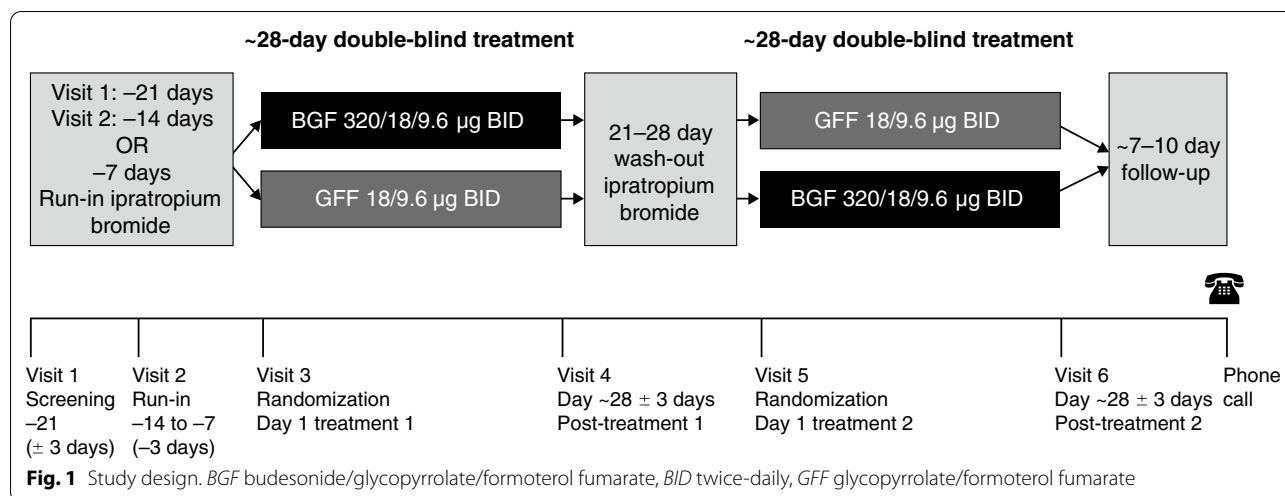 ~28-day double-blind treatment
~28-day double-blind treatment
Visit 1: –21 days
Visit 2: –14 days
OR
–7 days
Run-in ipratropium
bromide
BGF 320/18/9.6 µg BID
GFF 18/9.6 µg BID
21–28 day
wash-out
ipratropium
bromide
GFF 18/9.6 µg BID
BGF 320/18/9.6 µg BID
~7–10 day
follow-up
Visit 1
Screening
–21
(± 3 days)
Visit 2
Run-in
–14 to –7
(–3 days)
Visit 3
Randomization
Day 1 treatment 1
Visit 4
Day ~28 ± 3 days
Post-treatment 1
Visit 5
Randomization
Day 1 treatment 2
Visit 6
Day ~28 ± 3 days
Post-treatment 2
Phone
call
Fig. 1 Study design. BGF budesonide/glycopyrrolate/formoterol fumarate, BID twice-daily, GFF glycopyrrolate/formoterol fumarate